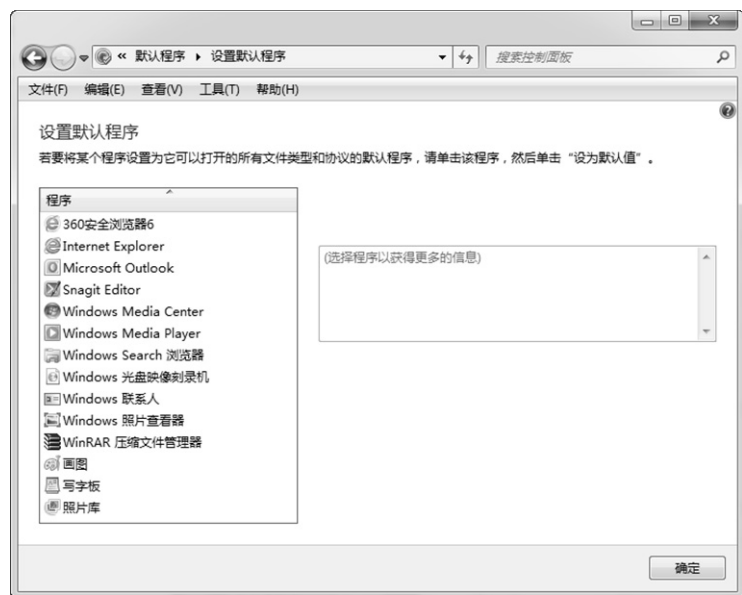 « 默认程序 ▸ 设置默认程序
搜索控制面板
文件(F) 编辑(E) 查看(V) 工具(T) 帮助(H)
设置默认程序
若要将某个程序设置为它可以打开的所有文件类型和协议的默认程序，请单击该程序，然后单击“设为默认值”。
程序
360安全浏览器6
Internet Explorer
Microsoft Outlook
Snagit Editor
Windows Media Center
Windows Media Player
Windows Search 浏览器
Windows 光盘映像刻录机
Windows 联系人
Windows 照片查看器
WinRAR 压缩文件管理器
画图
写字板
照片库
(选择程序以获得更多的信息)
确定